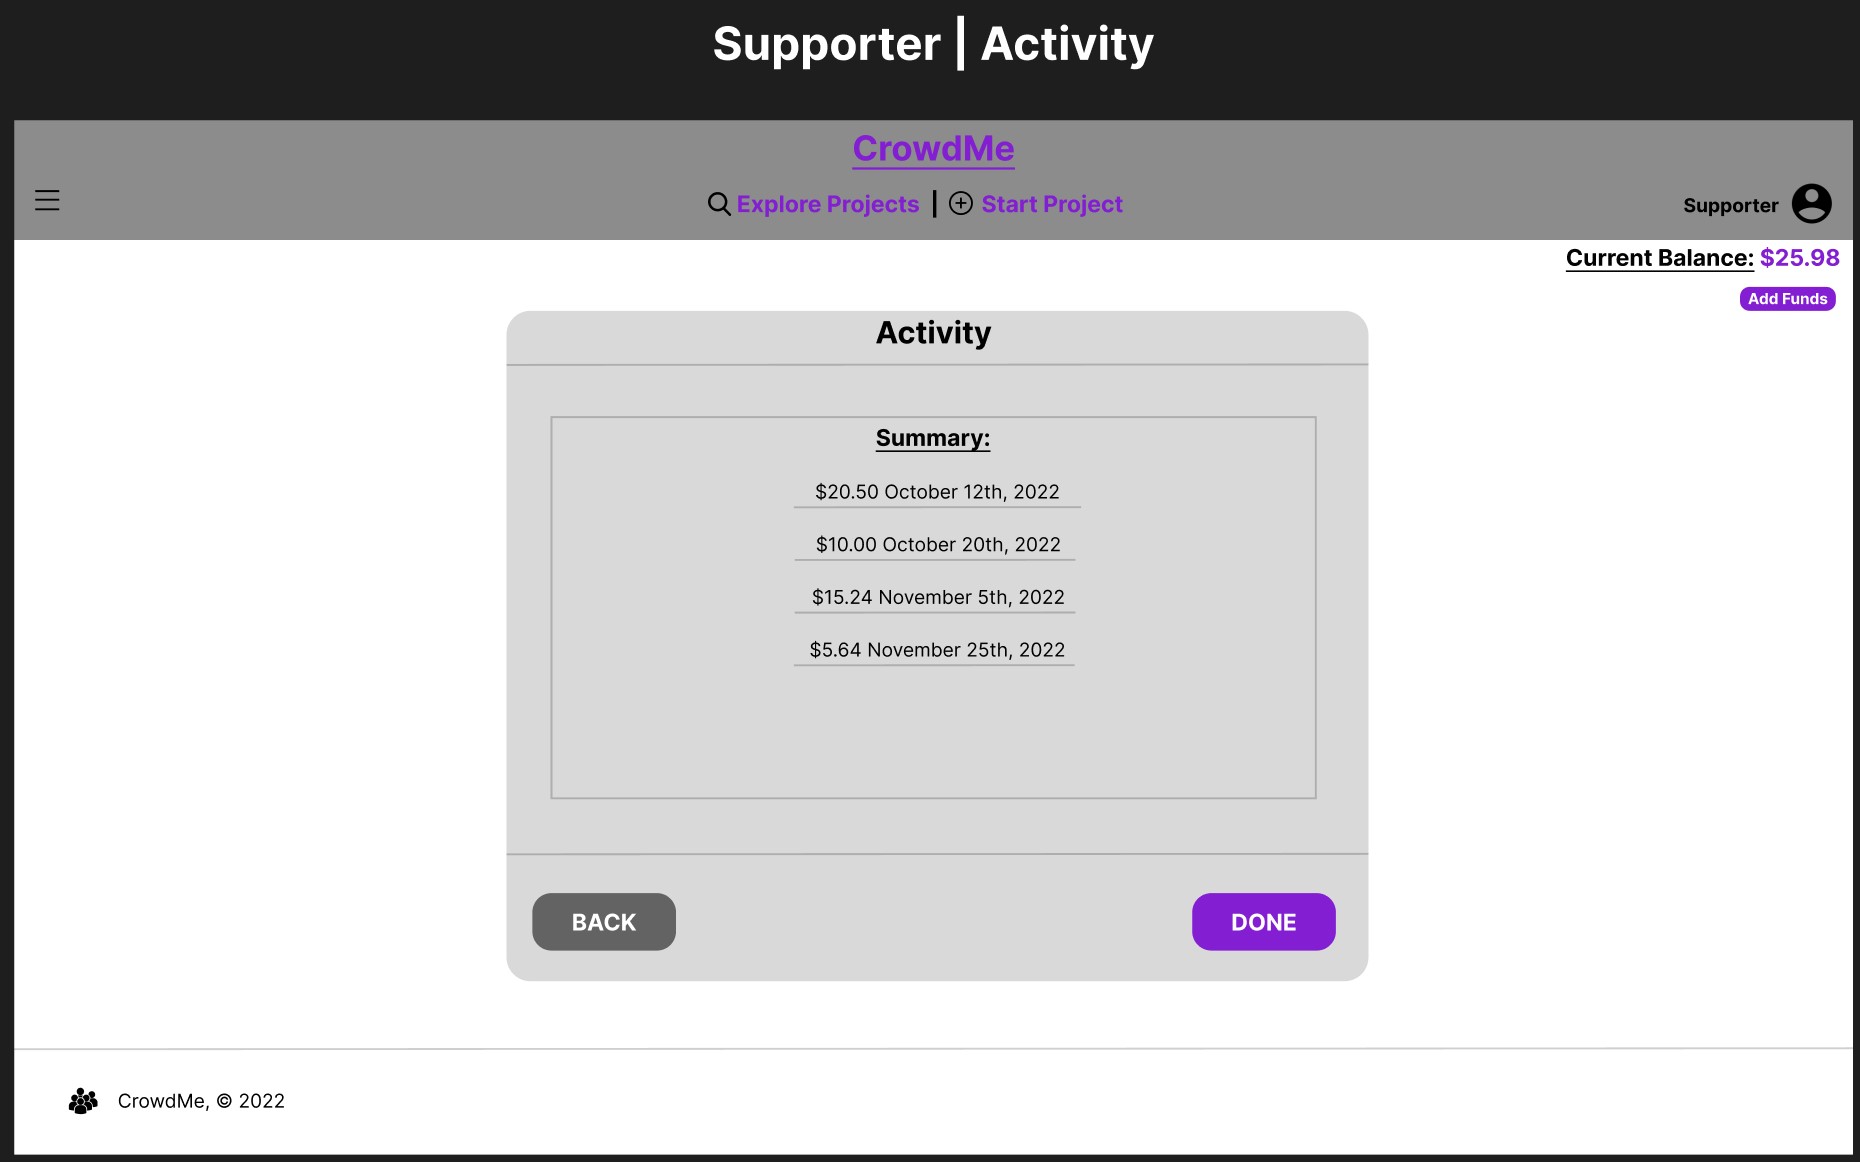 Supporter | Activity
CrowdMe
Explore Projects | Start Project
Supporter
Current Balance: $25.98
Add Funds
Activity
Summary:
$20.50 October 12th, 2022
$10.00 October 20th, 2022
$15.24 November 5th, 2022
$5.64 November 25th, 2022
BACK
DONE
CrowdMe, © 2022